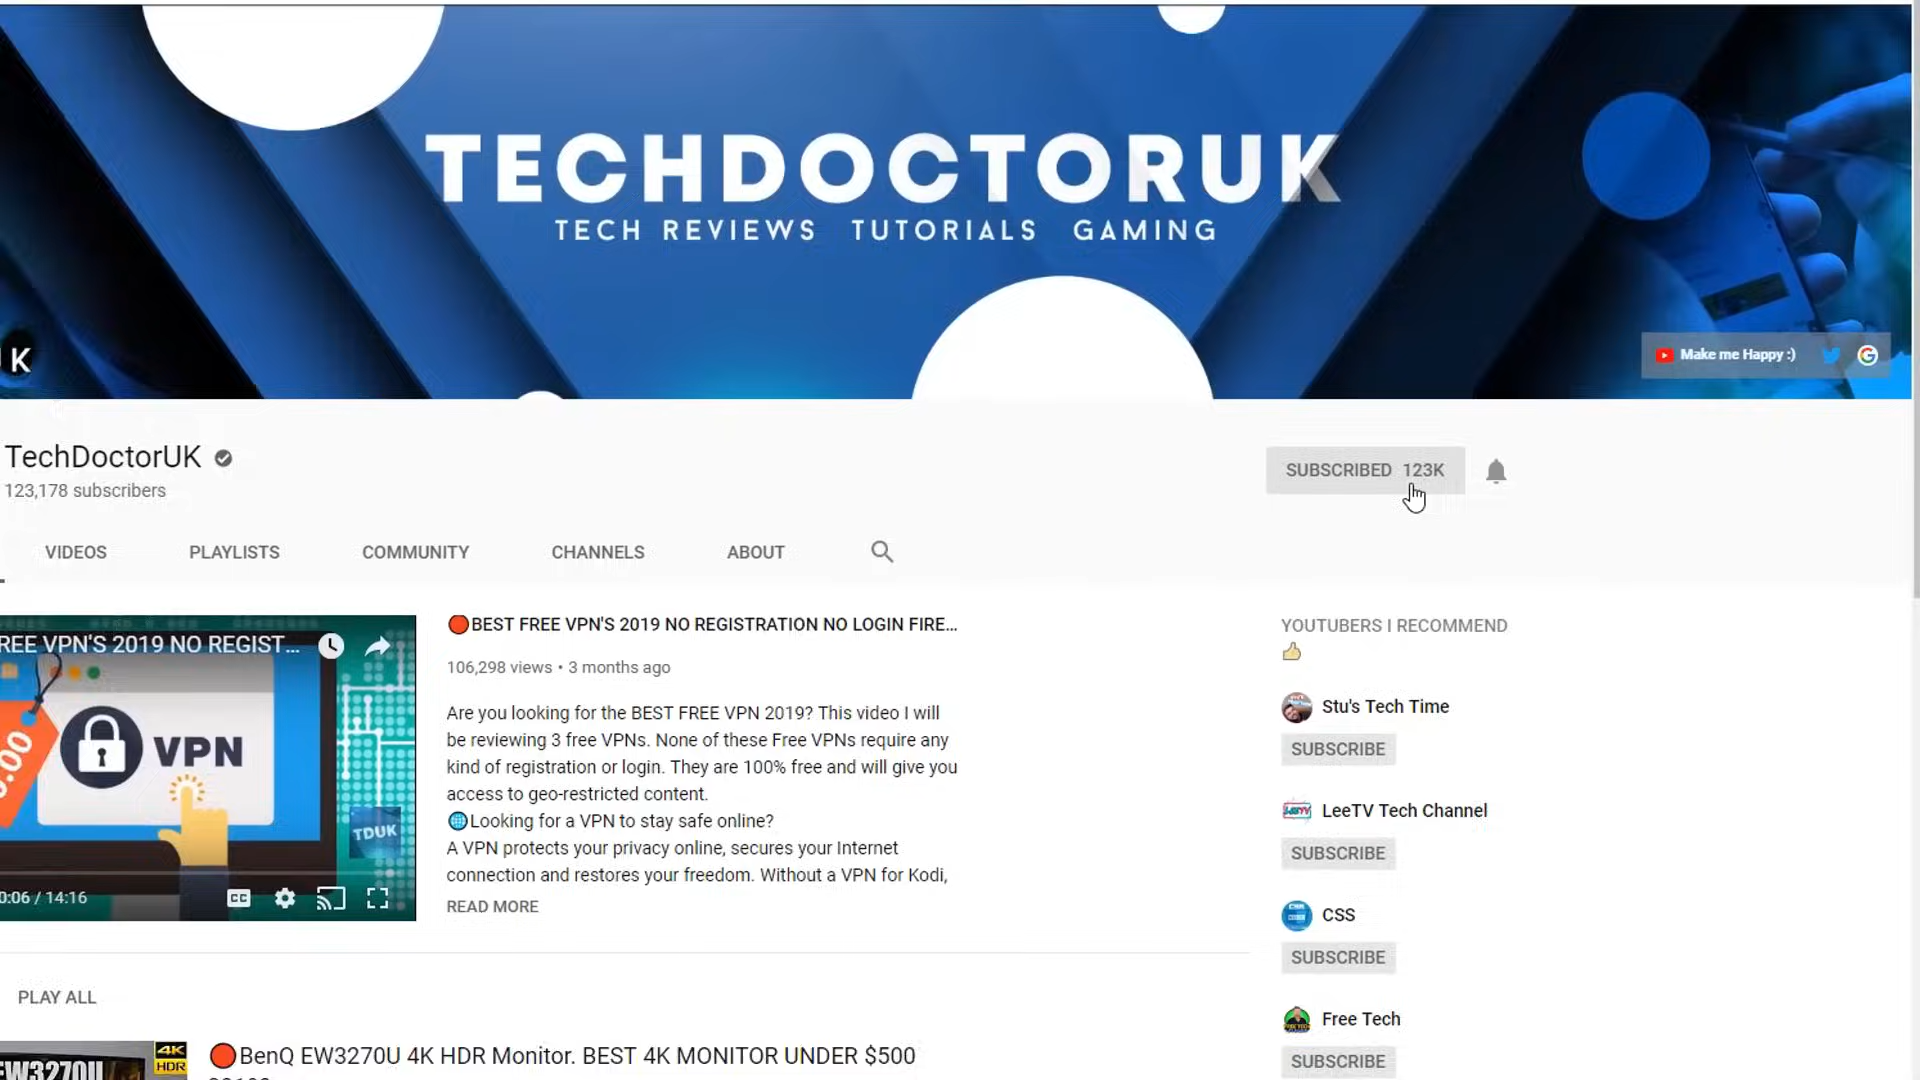 TECHDOCTORUK
TECH REVIEWS TUTORIALS GAMING
K
Make me Happy :)
TechDoctorUK
123,178 subscribers
SUBSCRIBED 123K
VIDEOS
PLAYLISTS
COMMUNITY
CHANNELS
ABOUT
REE VPN'S 2019 NO REGIST...
VPN
TDUK
0:06 / 14:16
CC
🔴BEST FREE VPN'S 2019 NO REGISTRATION NO LOGIN FIRE...
106,298 views • 3 months ago
Are you looking for the BEST FREE VPN 2019? This video I will
be reviewing 3 free VPNs. None of these Free VPNs require any
kind of registration or login. They are 100% free and will give you
access to geo-restricted content.
🌐Looking for a VPN to stay safe online?
A VPN protects your privacy online, secures your Internet
connection and restores your freedom. Without a VPN for Kodi,
READ MORE
YOUTUBERS I RECOMMEND
👍
Stu's Tech Time
SUBSCRIBE
LeeTV Tech Channel
SUBSCRIBE
CSS
SUBSCRIBE
Free Tech
SUBSCRIBE
PLAY ALL
EW3270U
4K
HDR
🔴BenQ EW3270U 4K HDR Monitor. BEST 4K MONITOR UNDER $500